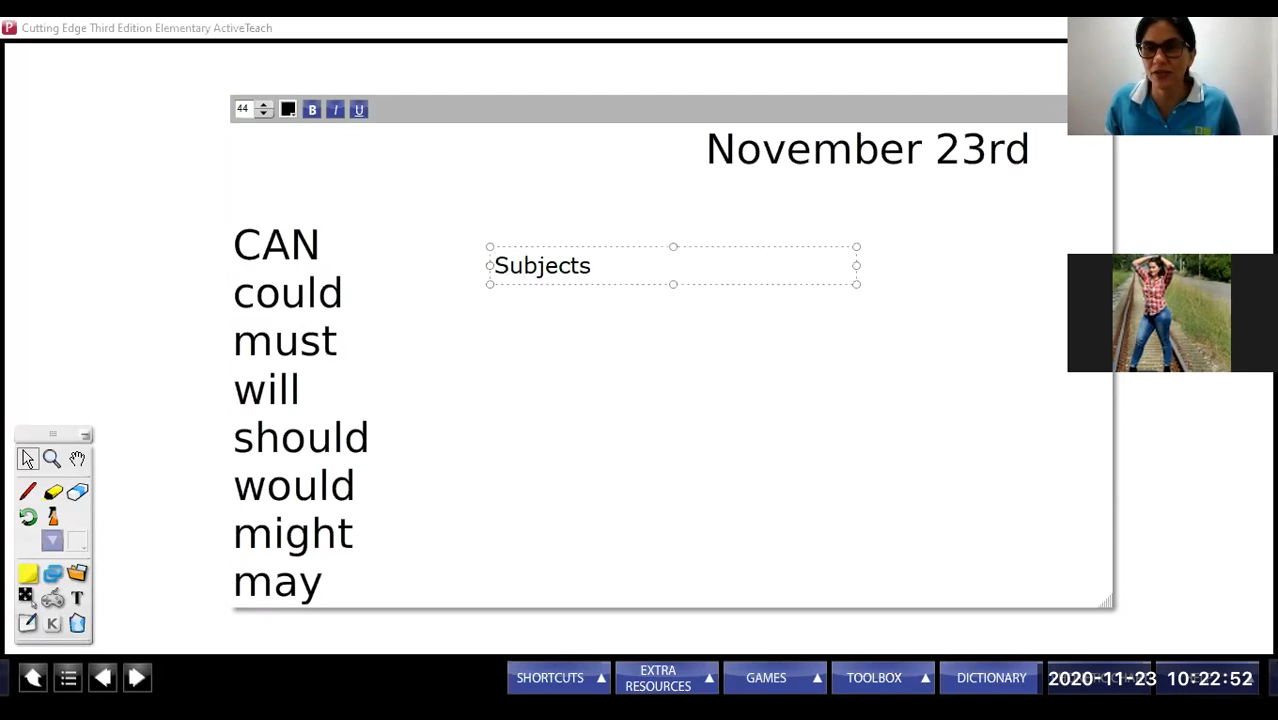 Cutting Edge Third Edition Elementary ActiveTeach
44 B I U
November 23rd
CAN
Subjects
could
must
will
should
would
might
may
T
K
SHORTCUTS
EXTRA
RESOURCES
GAMES
TOOLBOX
DICTIONARY
2020-11-23 10:22:52